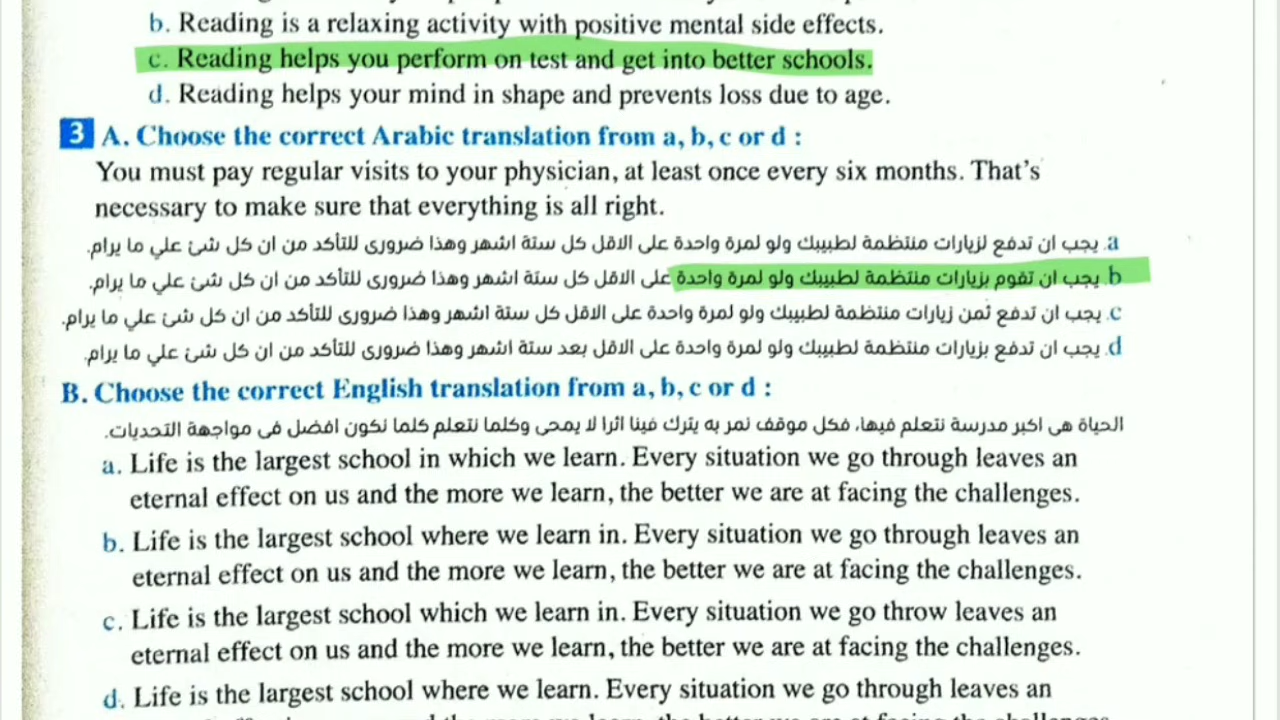 b. Reading is a relaxing activity with positive mental side effects.
c. Reading helps you perform on test and get into better schools.
d. Reading helps your mind in shape and prevents loss due to age.
3 A. Choose the correct Arabic translation from a, b, c or d :
You must pay regular visits to your physician, at least once every six months. That's
necessary to make sure that everything is all right.
a. يجب ان تدفع لزيارات منتظمة لطبيبك ولو لمرة واحدة على الاقل كل ستة اشهر وهذا ضرورى للتأكد من ان كل شئ علي ما يرام.
b. يجب ان تقوم بزيارات منتظمة لطبيبك ولو لمرة واحدة على الاقل كل ستة اشهر وهذا ضرورى للتأكد من ان كل شئ علي ما يرام.
c. يجب ان تدفع ثمن زيارات منتظمة لطبيبك ولو لمرة واحدة على الاقل كل ستة اشهر وهذا ضرورى للتأكد من ان كل شئ علي ما يرام.
d. يجب ان تدفع بزيارات منتظمة لطبيبك ولو لمرة واحدة على الاقل بعد ستة اشهر وهذا ضرورى للتأكد من ان كل شئ علي ما يرام.
B. Choose the correct English translation from a, b, c or d :
الحياة هى اكبر مدرسة نتعلم فيها، فكل موقف نمر به يترك فينا اثرا لا يمحى وكلما نتعلم كلما نكون افضل فى مواجهة التحديات.
a. Life is the largest school in which we learn. Every situation we go through leaves an
eternal effect on us and the more we learn, the better we are at facing the challenges.
b. Life is the largest school where we learn in. Every situation we go through leaves an
eternal effect on us and the more we learn, the better we are at facing the challenges.
c. Life is the largest school which we learn in. Every situation we go throw leaves an
eternal effect on us and the more we learn, the better we are at facing the challenges.
d. Life is the largest school where we learn. Every situation we go through leaves an